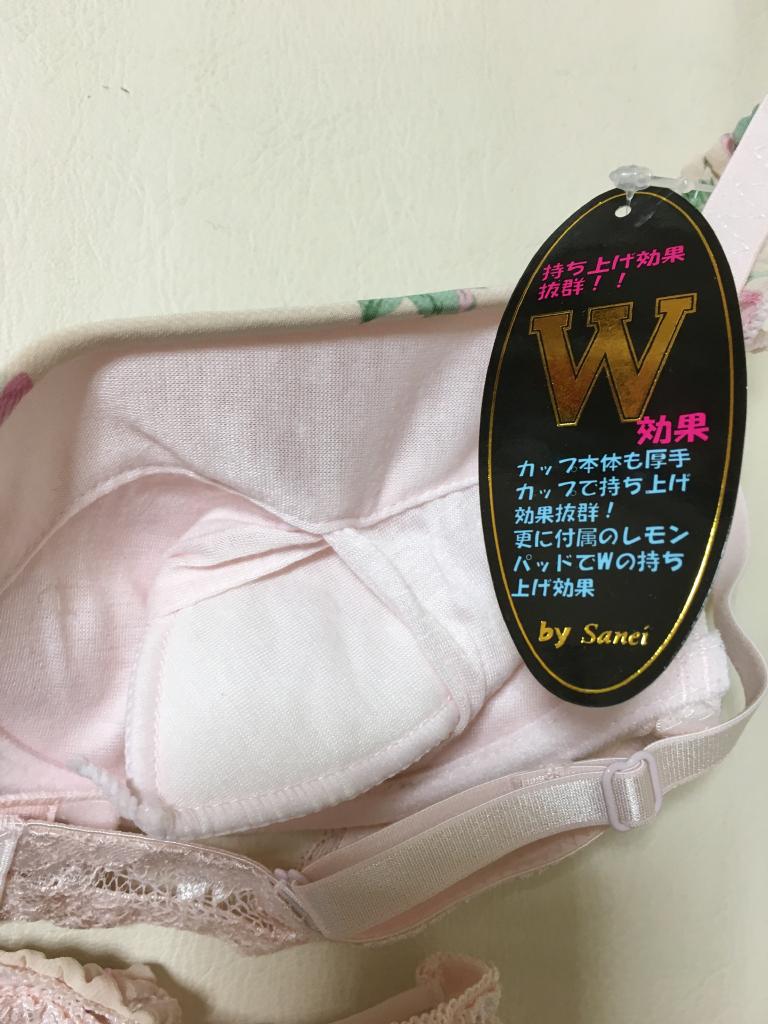 持ち上げ効果
抜群！！
W
効果
カップ本体も厚手
カップで持ち上げ
効果抜群！
更に付属のレモン
パッドでWの持ち
上げ効果
by Sanei